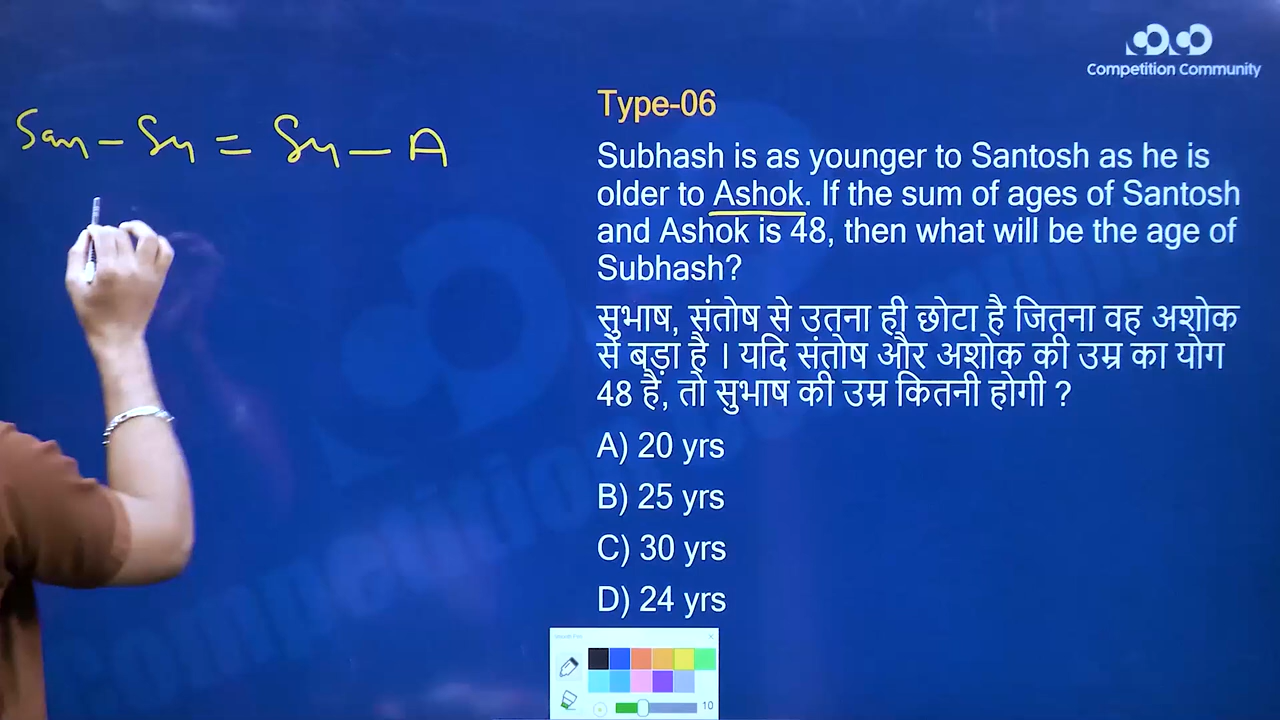 Competition Community
San - Su = Su - A
Type-06
Subhash is as younger to Santosh as he is
older to Ashok. If the sum of ages of Santosh
and Ashok is 48, then what will be the age of
Subhash?
सुभाष, संतोष से उतना ही छोटा है जितना वह अशोक
से बड़ा है । यदि संतोष और अशोक की उम्र का योग
48 है, तो सुभाष की उम्र कितनी होगी ?
A) 20 yrs
B) 25 yrs
C) 30 yrs
D) 24 yrs
10